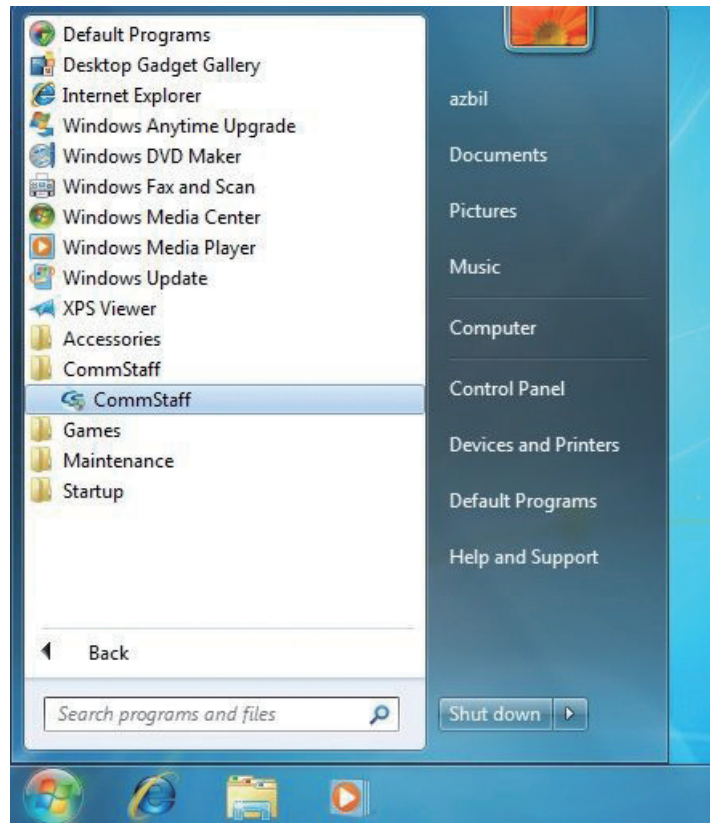 Default Programs
Desktop Gadget Gallery
Internet Explorer
Windows Anytime Upgrade
Windows DVD Maker
Windows Fax and Scan
Windows Media Center
Windows Media Player
Windows Update
XPS Viewer
Accessories
CommStaff
CommStaff
Games
Maintenance
Startup
Back
Search programs and files
azbil
Documents
Pictures
Music
Computer
Control Panel
Devices and Printers
Default Programs
Help and Support
Shut down